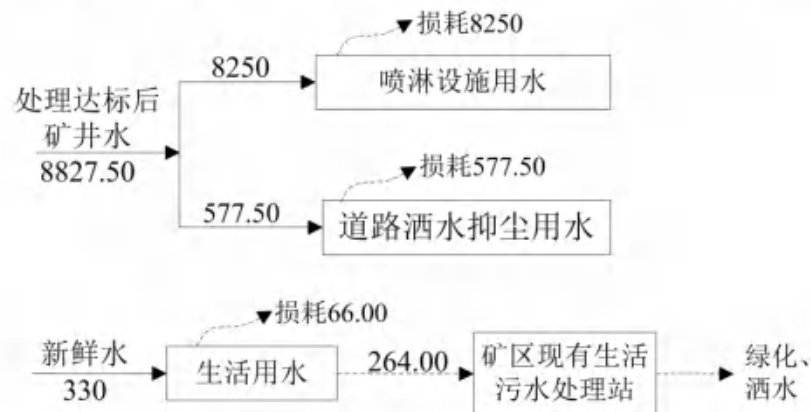 损耗8250
8250
喷淋设施用水
处理达标后
矿井水
8827.50
损耗577.50
577.50
道路洒水抑尘用水
损耗66.00
新鲜水
330
生活用水
264.00
矿区现有生活
污水处理站
绿化、
洒水